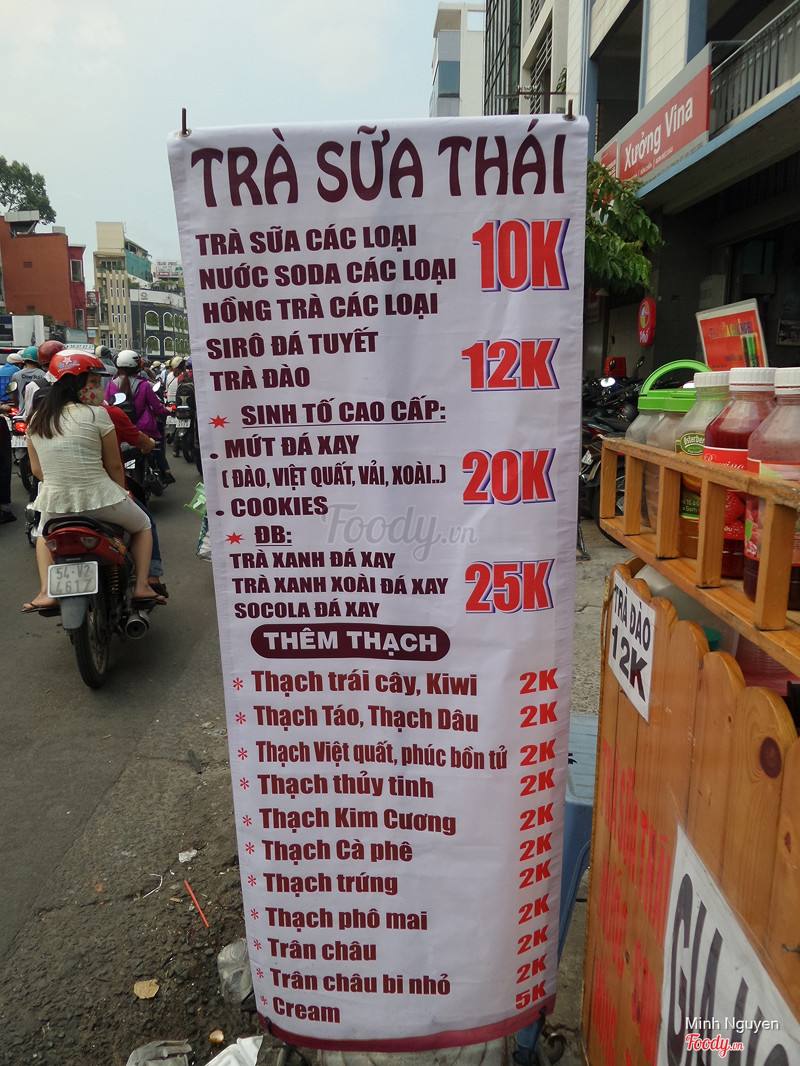 TRÀ SỮA THÁI
TRÀ SỮA CÁC LOẠI
NƯỚC SODA CÁC LOẠI 10K
HỒNG TRÀ CÁC LOẠI
SIRÔ ĐÁ TUYẾT
TRÀ ĐÀO 12K
* SINH TỐ CAO CẤP:
. MỨT ĐÁ XAY
( ĐÀO, VIỆT QUẤT, VẢI, XOÀI..) 20K
. COOKIES
* ĐB:
TRÀ XANH ĐÁ XAY
TRÀ XANH XOÀI ĐÁ XAY 25K
SOCOLA ĐÁ XAY
THÊM THẠCH
* Thạch trái cây, Kiwi 2K
* Thạch Táo, Thạch Dâu 2K
* Thạch Việt quất, phúc bồn tử 2K
* Thạch thủy tinh 2K
* Thạch Kim Cương 2K
* Thạch Cà phê 2K
* Thạch trứng 2K
* Thạch phô mai 2K
* Trân châu 2K
* Trân châu bi nhỏ 2K
* Cream 5K
Foody.vn
Xưởng Vina
54-V2
4617
TRÀ ĐÀO
12K
Minh Nguyen
Foody.vn